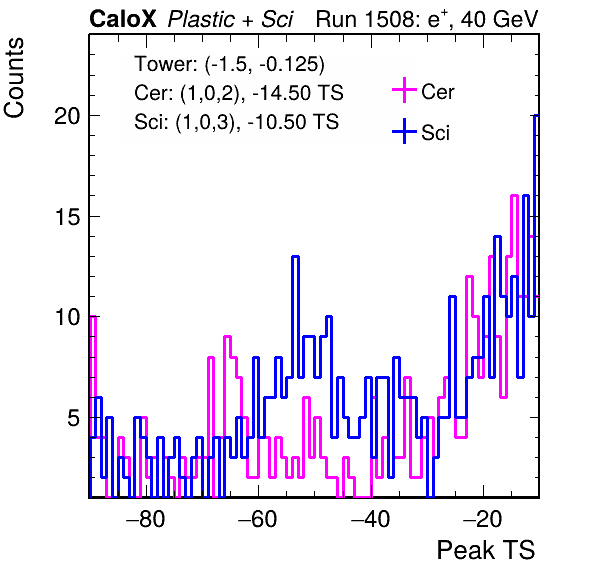 CaloX Plastic + Sci Run 1508: e+, 40 GeV
Counts
Tower: (-1.5, -0.125)
Cer: (1,0,2), -14.50 TS
Sci: (1,0,3), -10.50 TS
Cer
Sci
20
15
10
5
−80 −60 −40 −20
Peak TS